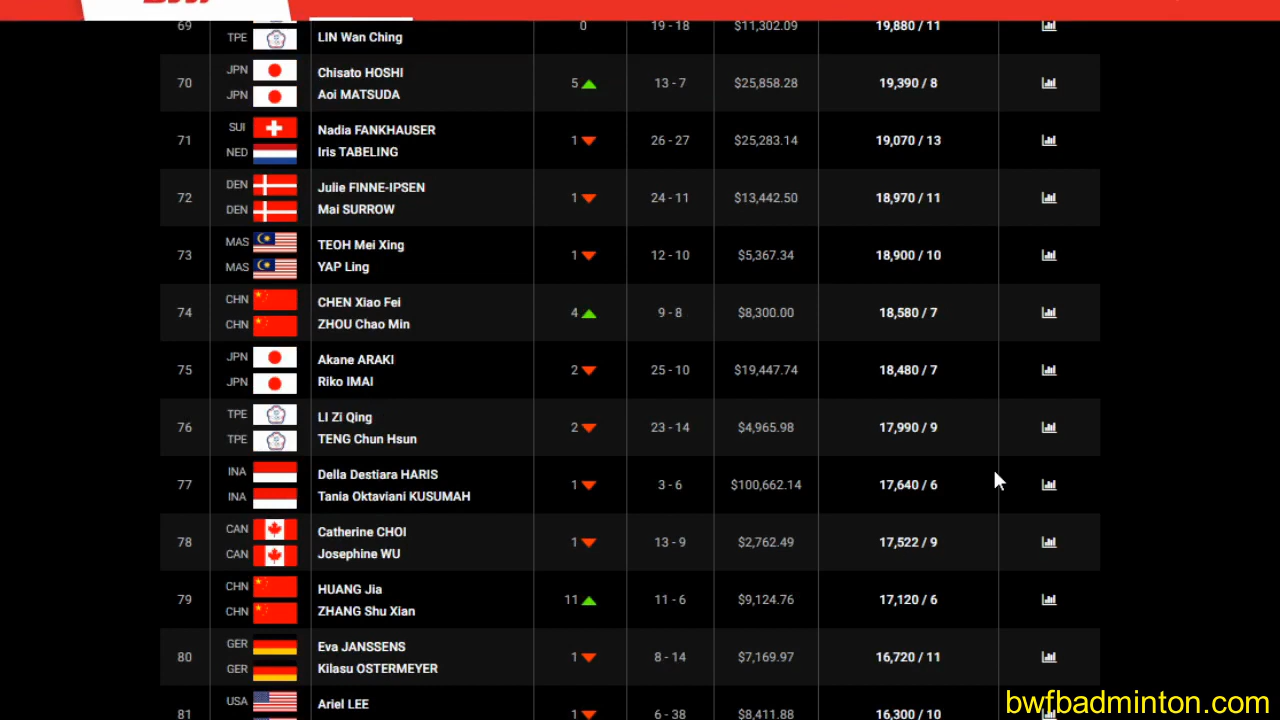 69 0 19 - 18 $11,302.09 19,880 / 11
TPE LIN Wan Ching
JPN Chisato HOSHI
70 5 13 - 7 $25,858.28 19,390 / 8
JPN Aoi MATSUDA
SUI Nadia FANKHAUSER
71 1 26 - 27 $25,283.14 19,070 / 13
NED Iris TABELING
DEN Julie FINNE-IPSEN
72 1 24 - 11 $13,442.50 18,970 / 11
DEN Mai SURROW
MAS TEOH Mei Xing
73 1 12 - 10 $5,367.34 18,900 / 10
MAS YAP Ling
CHN CHEN Xiao Fei
74 4 9 - 8 $8,300.00 18,580 / 7
CHN ZHOU Chao Min
JPN Akane ARAKI
75 2 25 - 10 $19,447.74 18,480 / 7
JPN Riko IMAI
TPE LI Zi Qing
76 2 23 - 14 $4,965.98 17,990 / 9
TPE TENG Chun Hsun
INA Della Destiara HARIS
77 1 3 - 6 $100,662.14 17,640 / 6
INA Tania Oktaviani KUSUMAH
CAN Catherine CHOI
78 1 13 - 9 $2,762.49 17,522 / 9
CAN Josephine WU
CHN HUANG Jia
79 11 11 - 6 $9,124.76 17,120 / 6
CHN ZHANG Shu Xian
GER Eva JANSSENS
80 1 8 - 14 $7,169.97 16,720 / 11
GER Kilasu OSTERMEYER
USA Ariel LEE
81 1 6 - 38 $8,411.88
bwfbadminton.com